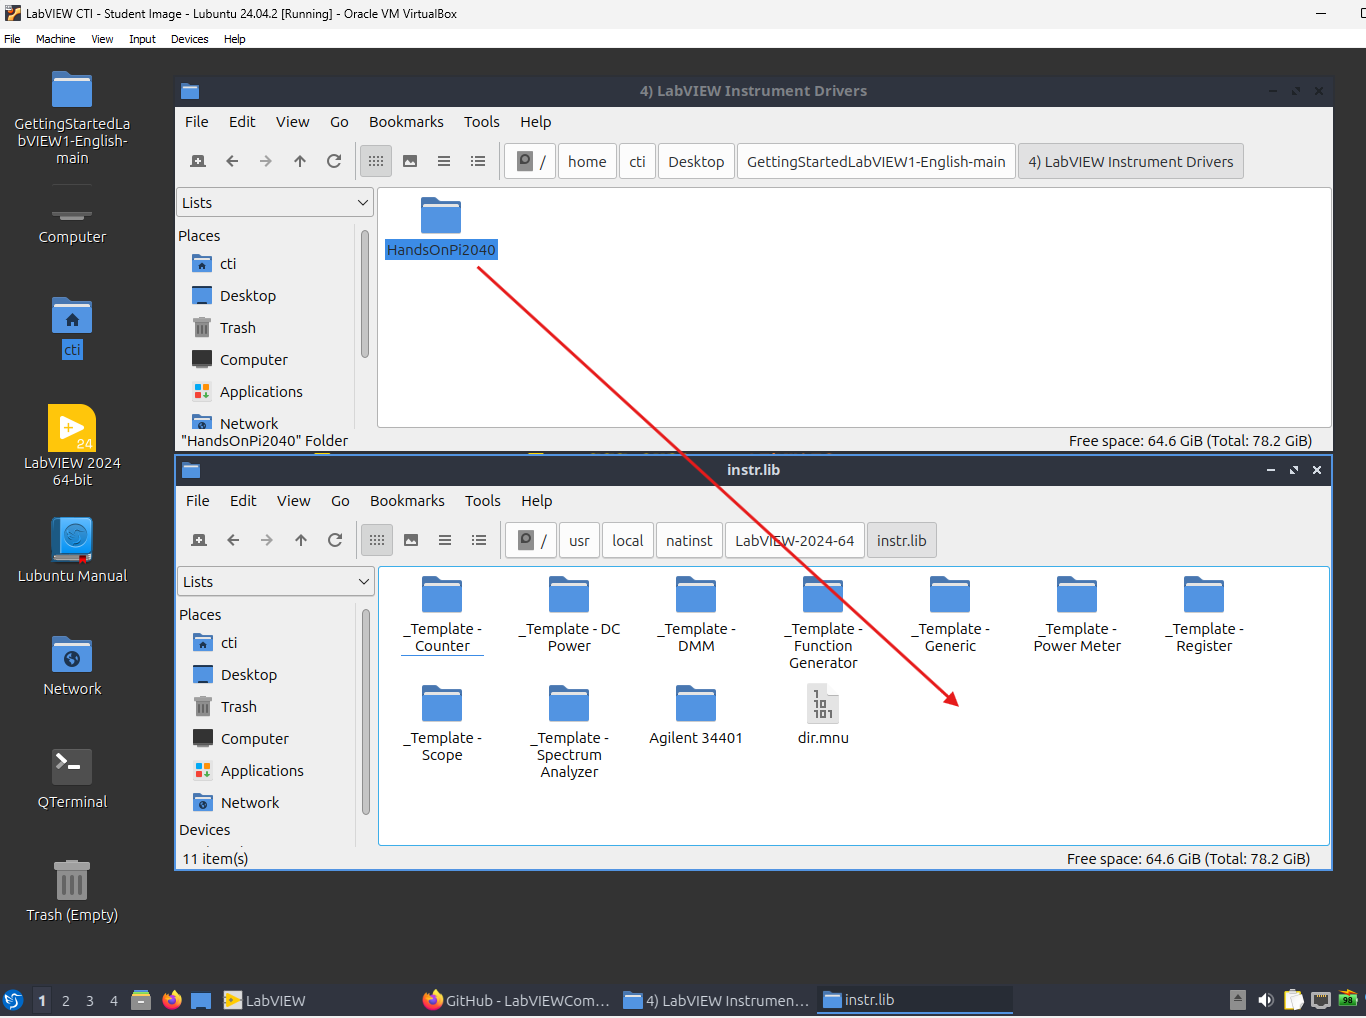 LabVIEW CTI - Student Image - Lubuntu 24.04.2 [Running] - Oracle VM VirtualBox
File Machine View Input Devices Help
GettingStartedLa
bVIEW1-English-
main
Computer
cti
24
LabVIEW 2024
64-bit
Lubuntu Manual
Network
QTerminal
Trash (Empty)
4) LabVIEW Instrument Drivers
File Edit View Go Bookmarks Tools Help
/ home cti Desktop GettingStartedLabVIEW1-English-main 4) LabVIEW Instrument Drivers
Lists
Places
cti
Desktop
Trash
Computer
Applications
Network
HandsOnPi2040
"HandsOnPi2040" Folder
Free space: 64.6 GiB (Total: 78.2 GiB)
instr.lib
File Edit View Go Bookmarks Tools Help
/ usr local natinst LabVIEW-2024-64 instr.lib
Lists
Places
cti
Desktop
Trash
Computer
Applications
Network
Devices
_Template -
Counter
_Template - DC
Power
_Template -
DMM
_Template -
Function
Generator
_Template -
Generic
_Template -
Power Meter
_Template -
Register
_Template -
Scope
_Template -
Spectrum
Analyzer
Agilent 34401
1
10
101
dir.mnu
11 item(s)
Free space: 64.6 GiB (Total: 78.2 GiB)
1 2 3 4 LabVIEW GitHub - LabVIEWCom... 4) LabVIEW Instrumen... instr.lib 98